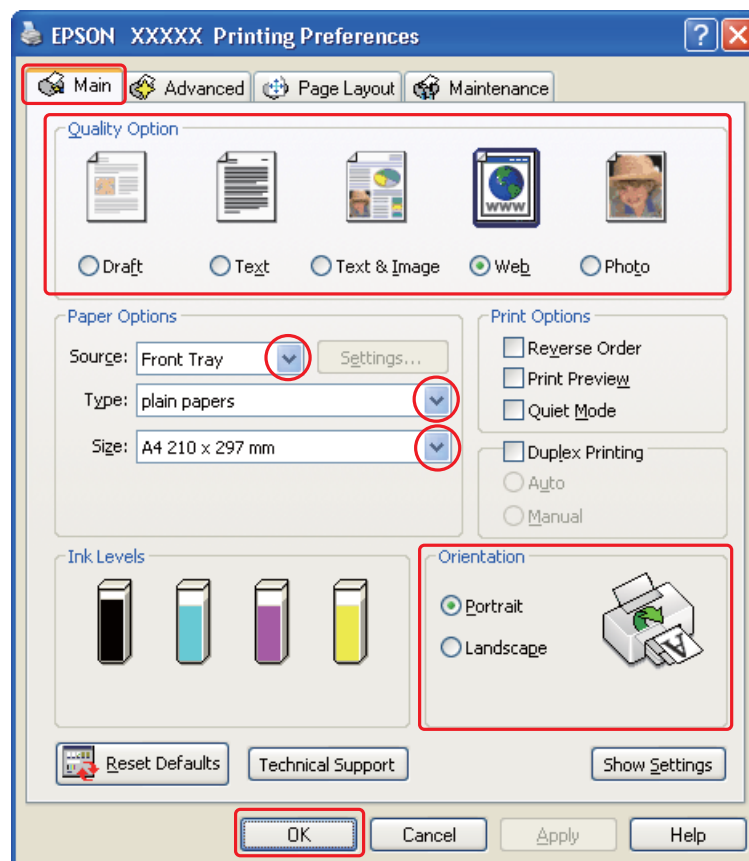 EPSON XXXXX Printing Preferences
Main Advanced Page Layout Maintenance
Quality Option
WWW
Draft Text Text & Image Web Photo
Paper Options
Source: Front Tray Settings...
Type: plain papers
Size: A4 210 x 297 mm
Print Options
Reverse Order
Print Preview
Quiet Mode
Duplex Printing
Auto
Manual
Ink Levels
Orientation
Portrait
Landscape
A
Reset Defaults Technical Support Show Settings
OK Cancel Apply Help